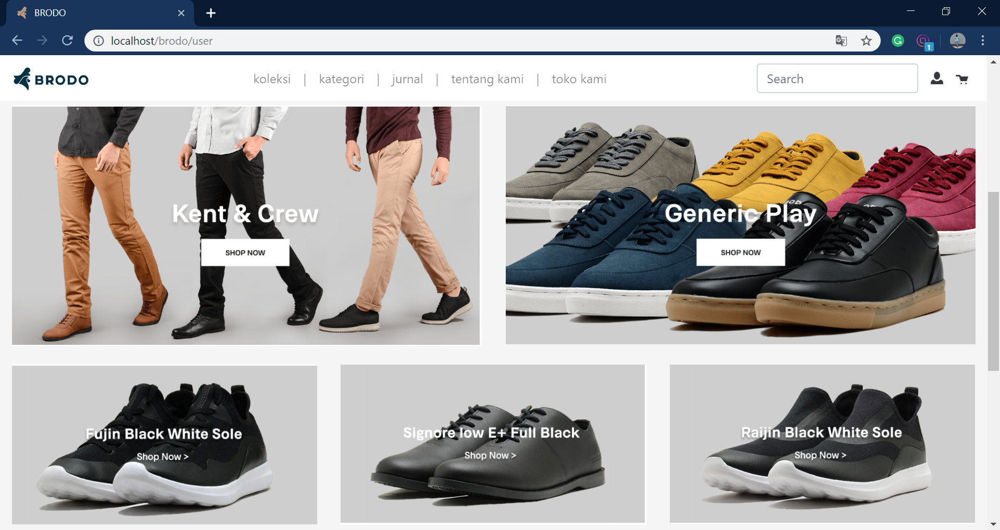 BRODO
localhost/brodo/user
1
BRODO
koleksi | kategori | jurnal | tentang kami | toko kami
Search
Kent & Crew
SHOP NOW
Generic Play
SHOP NOW
Fujin Black White Sole
Shop Now >
Signore low E+ Full Black
Shop Now >
Raijin Black White Sole
Shop Now >